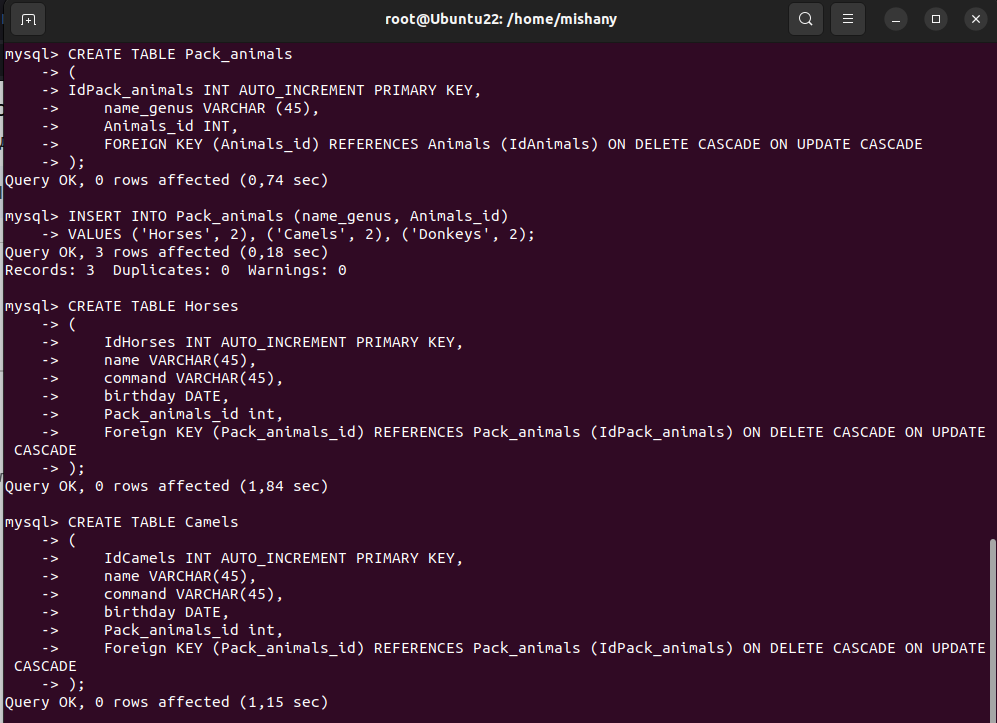 root@Ubuntu22: /home/mishany
mysql> CREATE TABLE Pack_animals
    -> (
    -> IdPack_animals INT AUTO_INCREMENT PRIMARY KEY,
    ->     name_genus VARCHAR (45),
    ->     Animals_id INT,
    ->     FOREIGN KEY (Animals_id) REFERENCES Animals (IdAnimals) ON DELETE CASCADE ON UPDATE CASCADE
    -> );
Query OK, 0 rows affected (0,74 sec)

mysql> INSERT INTO Pack_animals (name_genus, Animals_id)
    -> VALUES ('Horses', 2), ('Camels', 2), ('Donkeys', 2);
Query OK, 3 rows affected (0,18 sec)
Records: 3  Duplicates: 0  Warnings: 0

mysql> CREATE TABLE Horses
    -> (
    ->     IdHorses INT AUTO_INCREMENT PRIMARY KEY,
    ->     name VARCHAR(45),
    ->     command VARCHAR(45),
    ->     birthday DATE,
    ->     Pack_animals_id int,
    ->     Foreign KEY (Pack_animals_id) REFERENCES Pack_animals (IdPack_animals) ON DELETE CASCADE ON UPDATE
 CASCADE
    -> );
Query OK, 0 rows affected (1,84 sec)

mysql> CREATE TABLE Camels
    -> (
    ->     IdCamels INT AUTO_INCREMENT PRIMARY KEY,
    ->     name VARCHAR(45),
    ->     command VARCHAR(45),
    ->     birthday DATE,
    ->     Pack_animals_id int,
    ->     Foreign KEY (Pack_animals_id) REFERENCES Pack_animals (IdPack_animals) ON DELETE CASCADE ON UPDATE
 CASCADE
    -> );
Query OK, 0 rows affected (1,15 sec)